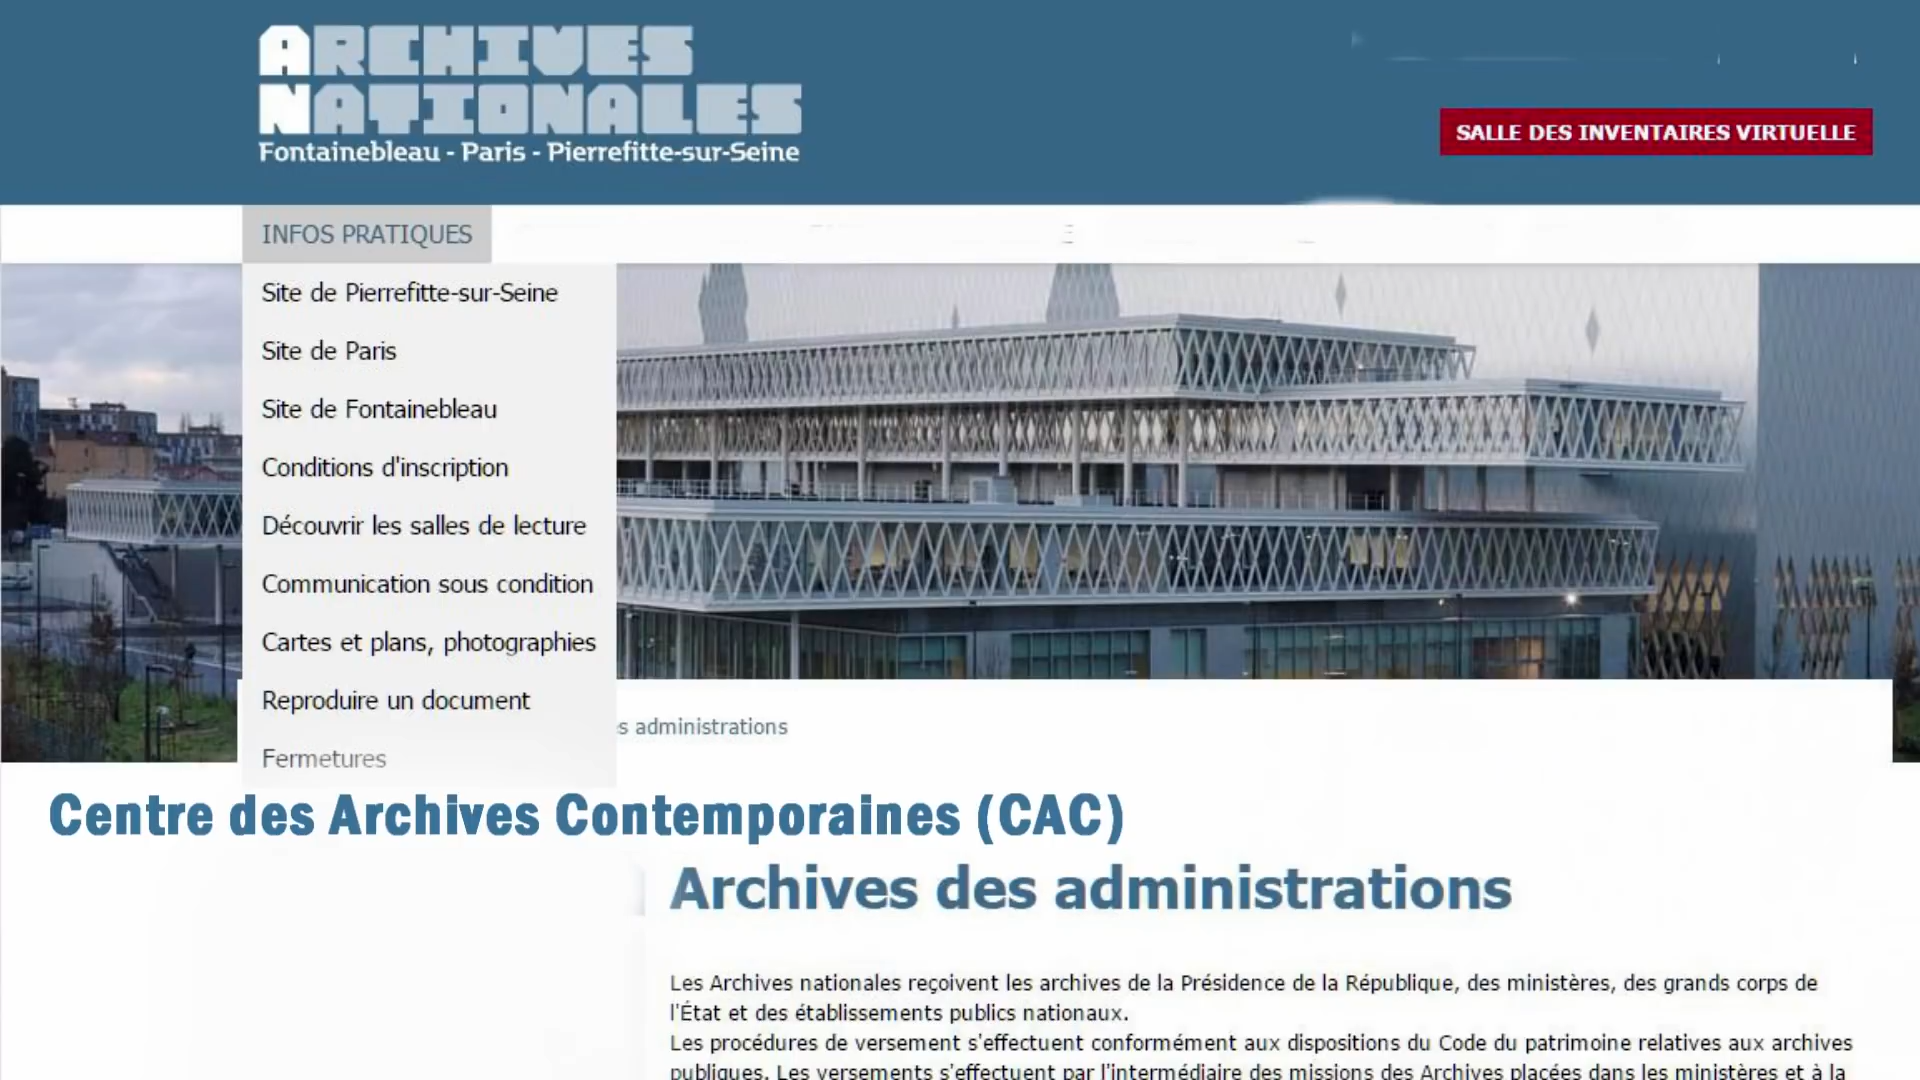 ARCHIVES
NATIONALES
Fontainebleau - Paris - Pierrefitte-sur-Seine
SALLE DES INVENTAIRES VIRTUELLE
INFOS PRATIQUES
Site de Pierrefitte-sur-Seine
Site de Paris
Site de Fontainebleau
Conditions d'inscription
Découvrir les salles de lecture
Communication sous condition
Cartes et plans, photographies
Reproduire un document
administrations
Fermetures
Centre des Archives Contemporaines (CAC)
Archives des administrations
Les Archives nationales reçoivent les archives de la Présidence de la République, des ministères, des grands corps de
l'État et des établissements publics nationaux.
Les procédures de versement s'effectuent conformément aux dispositions du Code du patrimoine relatives aux archives
publiques. Les versements s'effectuent par l'intermédiaire des missions des Archives placées dans les ministères et à la